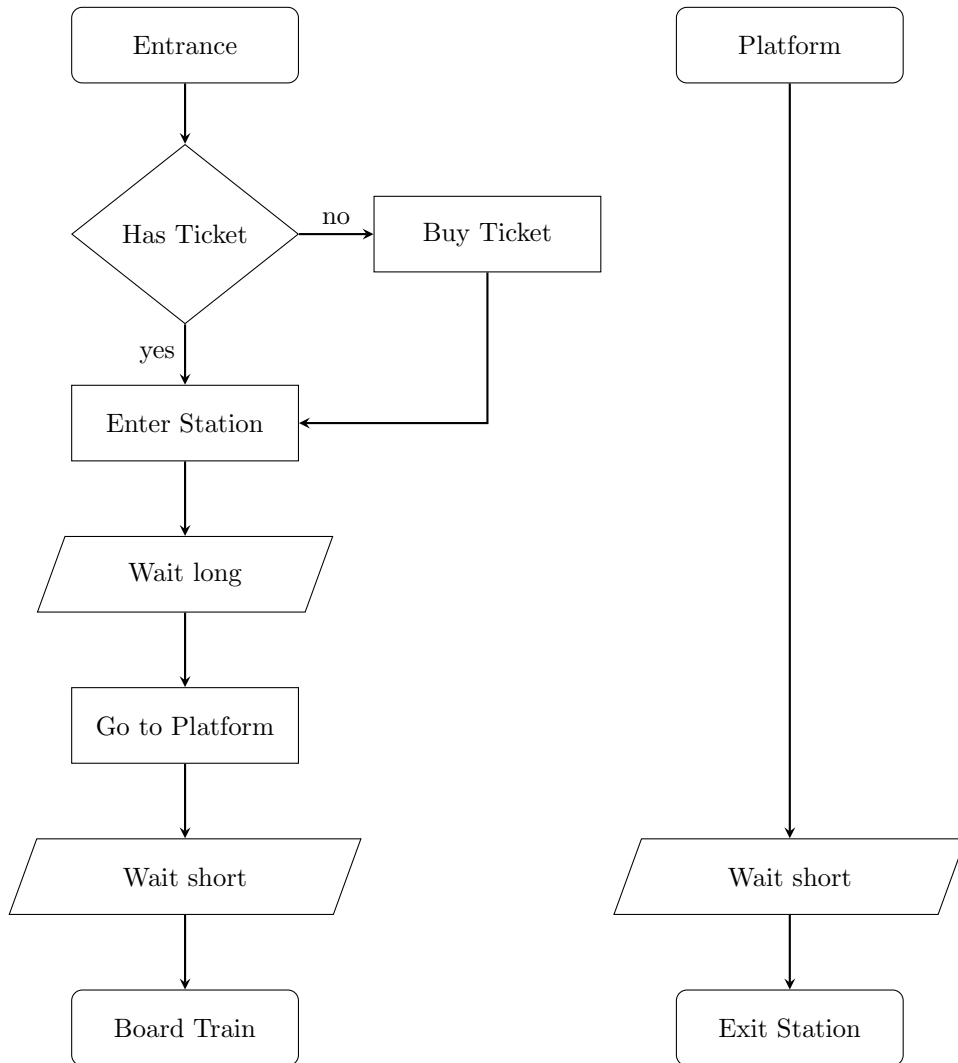 Entrance
Platform
Has Ticket
no
Buy Ticket
yes
Enter Station
Wait long
Go to Platform
Wait short
Wait short
Board Train
Exit Station